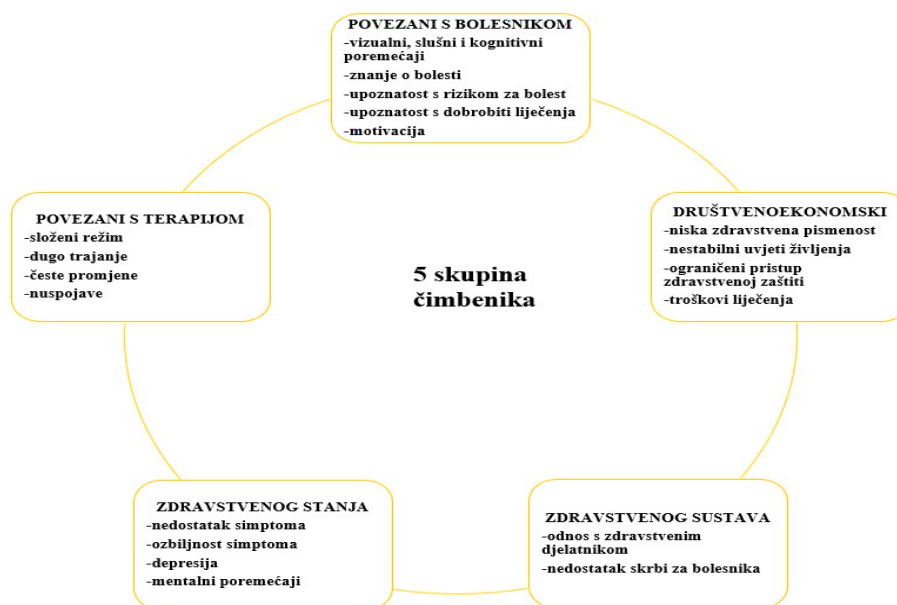 POVEZANI S BOLESNIKOM
-vizualni, slušni i kognitivni
poremećaji
-znanje o bolesti
-upoznatost s rizikom za bolest
-upoznatost s dobrobiti liječenja
-motivacija
POVEZANI S TERAPIJOM
-složeni režim
-dugo trajanje
-česte promjene
-nuspojave
DRUŠTVENOEKONOMSKI
-niska zdravstvena pismenost
-nestabilni uvjeti življenja
-ograničeni pristup
zdravstvenoj zaštiti
-troškovi liječenja
5 skupina
čimbenika
ZDRAVSTVENOG STANJA
-nedostatak simptoma
-ozbiljnost simptoma
-depresija
-mentalni poremećaji
ZDRAVSTVENOG SUSTAVA
-odnos s zdravstvenim
djelatnikom
-nedostatak skrbi za bolesnika